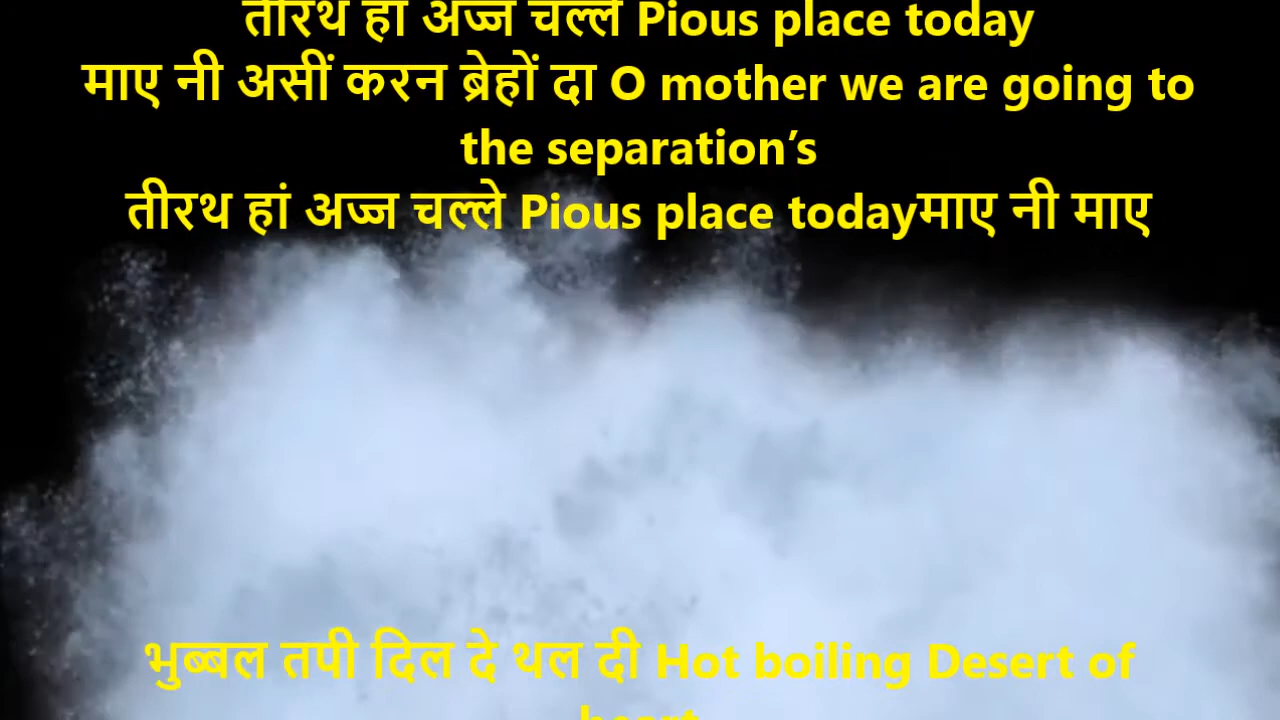 तीरथ हां अज्ज चल्ले Pious place today
माए नी असीं करन ब्रेहों दा O mother we are going to
the separation’s
तीरथ हां अज्ज चल्ले Pious place todayमाए नी माए
भुब्बल तपी दिल दे थल दी Hot boiling Desert of
heart